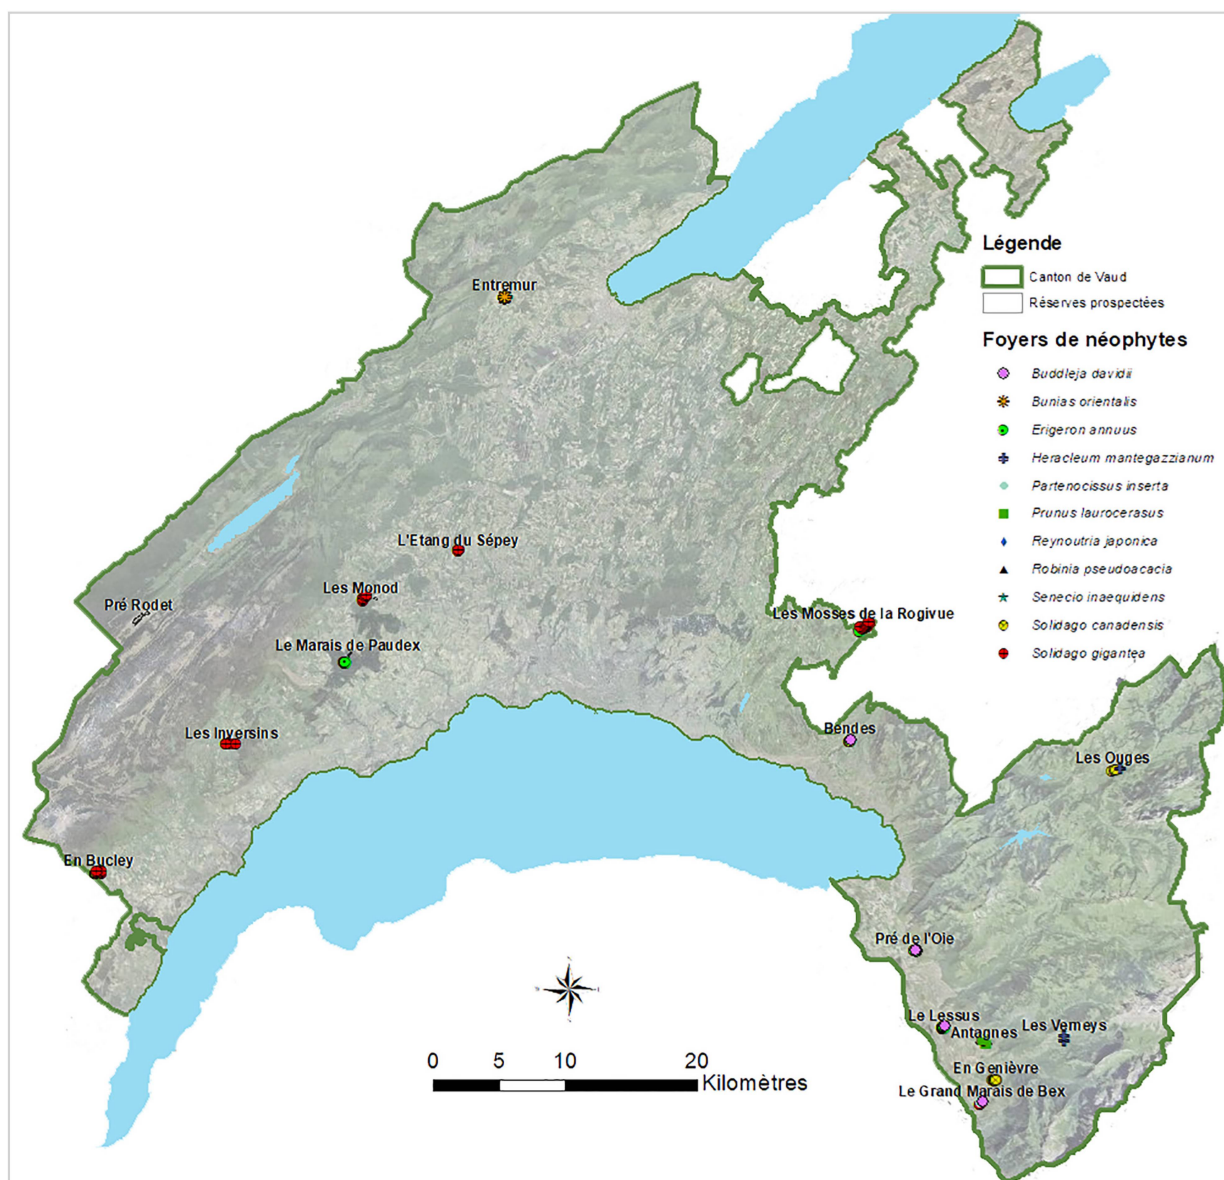 Entremur
Légende
Canton de Vaud
Réserves prospectées
Foyers de néophytes
Buddleja davidii
Bunias orientalis
Erigeron annuus
Heracleum mantegazzianum
Partenocissus inserta
Prunus laurocerasus
Reynoutria japonica
Robinia pseudoacacia
Senecio inaequidens
Solidago canadensis
Solidago gigantea
L'Etang du Sépey
Les Monod
Pré Rodet
Les Mosses de la Rogivue
Le Marais de Paudex
Les Inversins
Bendes
Les Ouges
En Bucley
Pré de l'Oie
Le Lessus
Antagnes
Les Verneys
En Genièvre
Le Grand Marais de Bex
0 5 10 20
Kilomètres